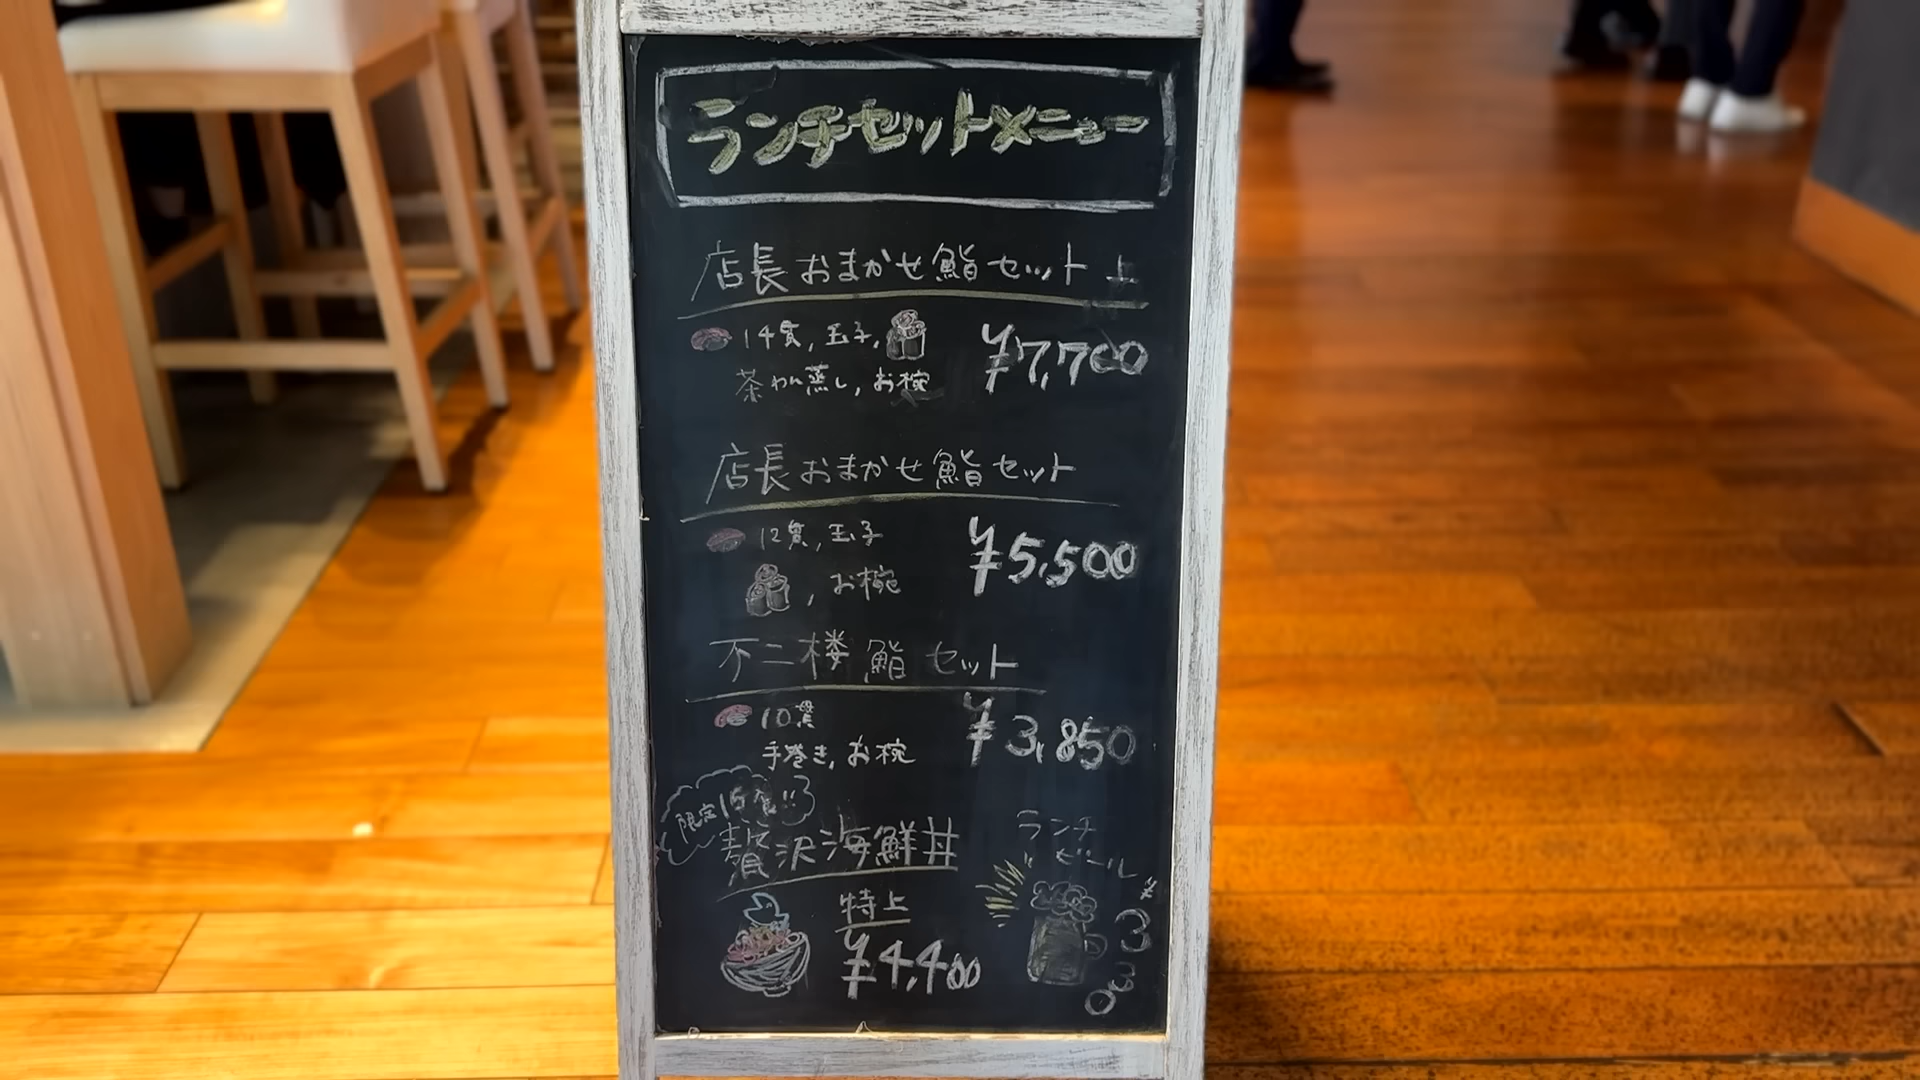 ランチセットメニュー
店長おまかせ鮨セット 上
14貫, 玉子,
¥7,700
茶わん蒸し, お椀
店長おまかせ鮨セット
12貫, 玉子
¥5,500
, お椀
不二楼 鮨 セット
10貫
¥3,850
手巻き, お椀
限定15食!!
贅沢海鮮丼
特上
¥4,400
ランチ
ビール
¥330